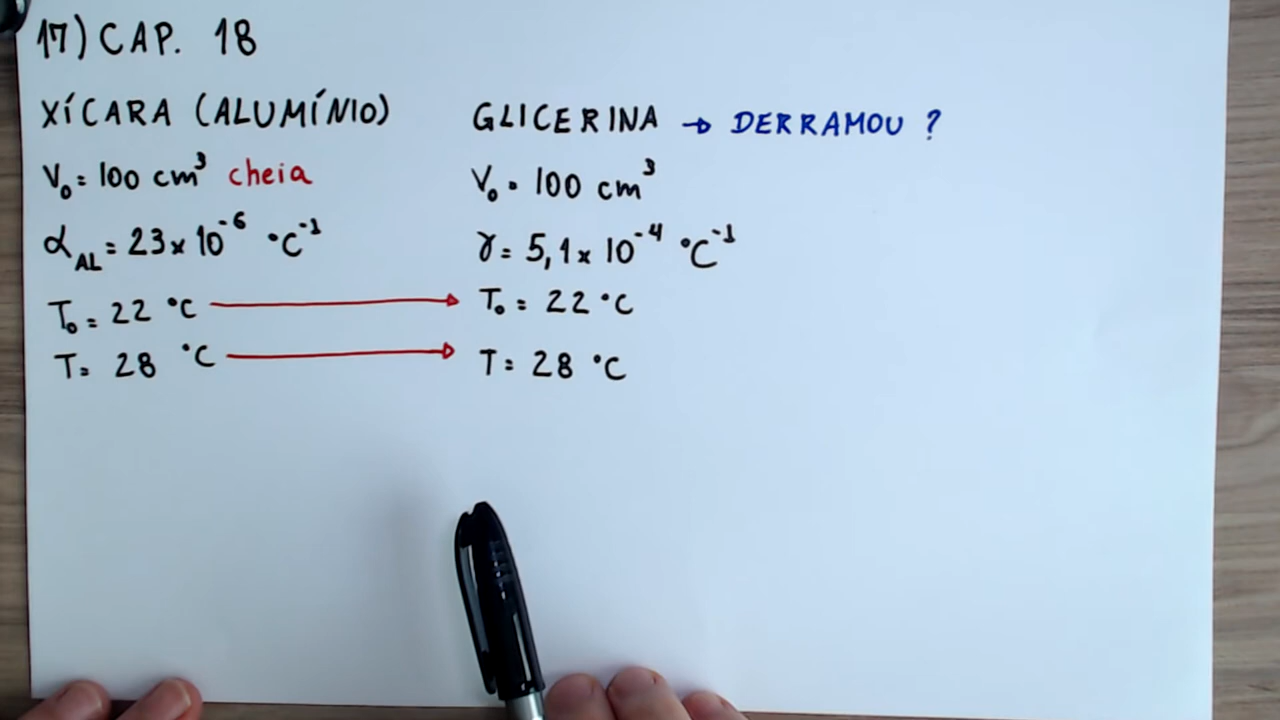 17) CAP. 18
XÍCARA (ALUMÍNIO)
V₀ = 100 cm³ cheia
α_AL = 23 x 10⁻⁶ °C⁻¹
T₀ = 22 °C
T = 28 °C
GLICERINA → DERRAMOU ?
V₀ = 100 cm³
γ = 5,1 x 10⁻⁴ °C⁻¹
T₀ = 22 °C
T = 28 °C